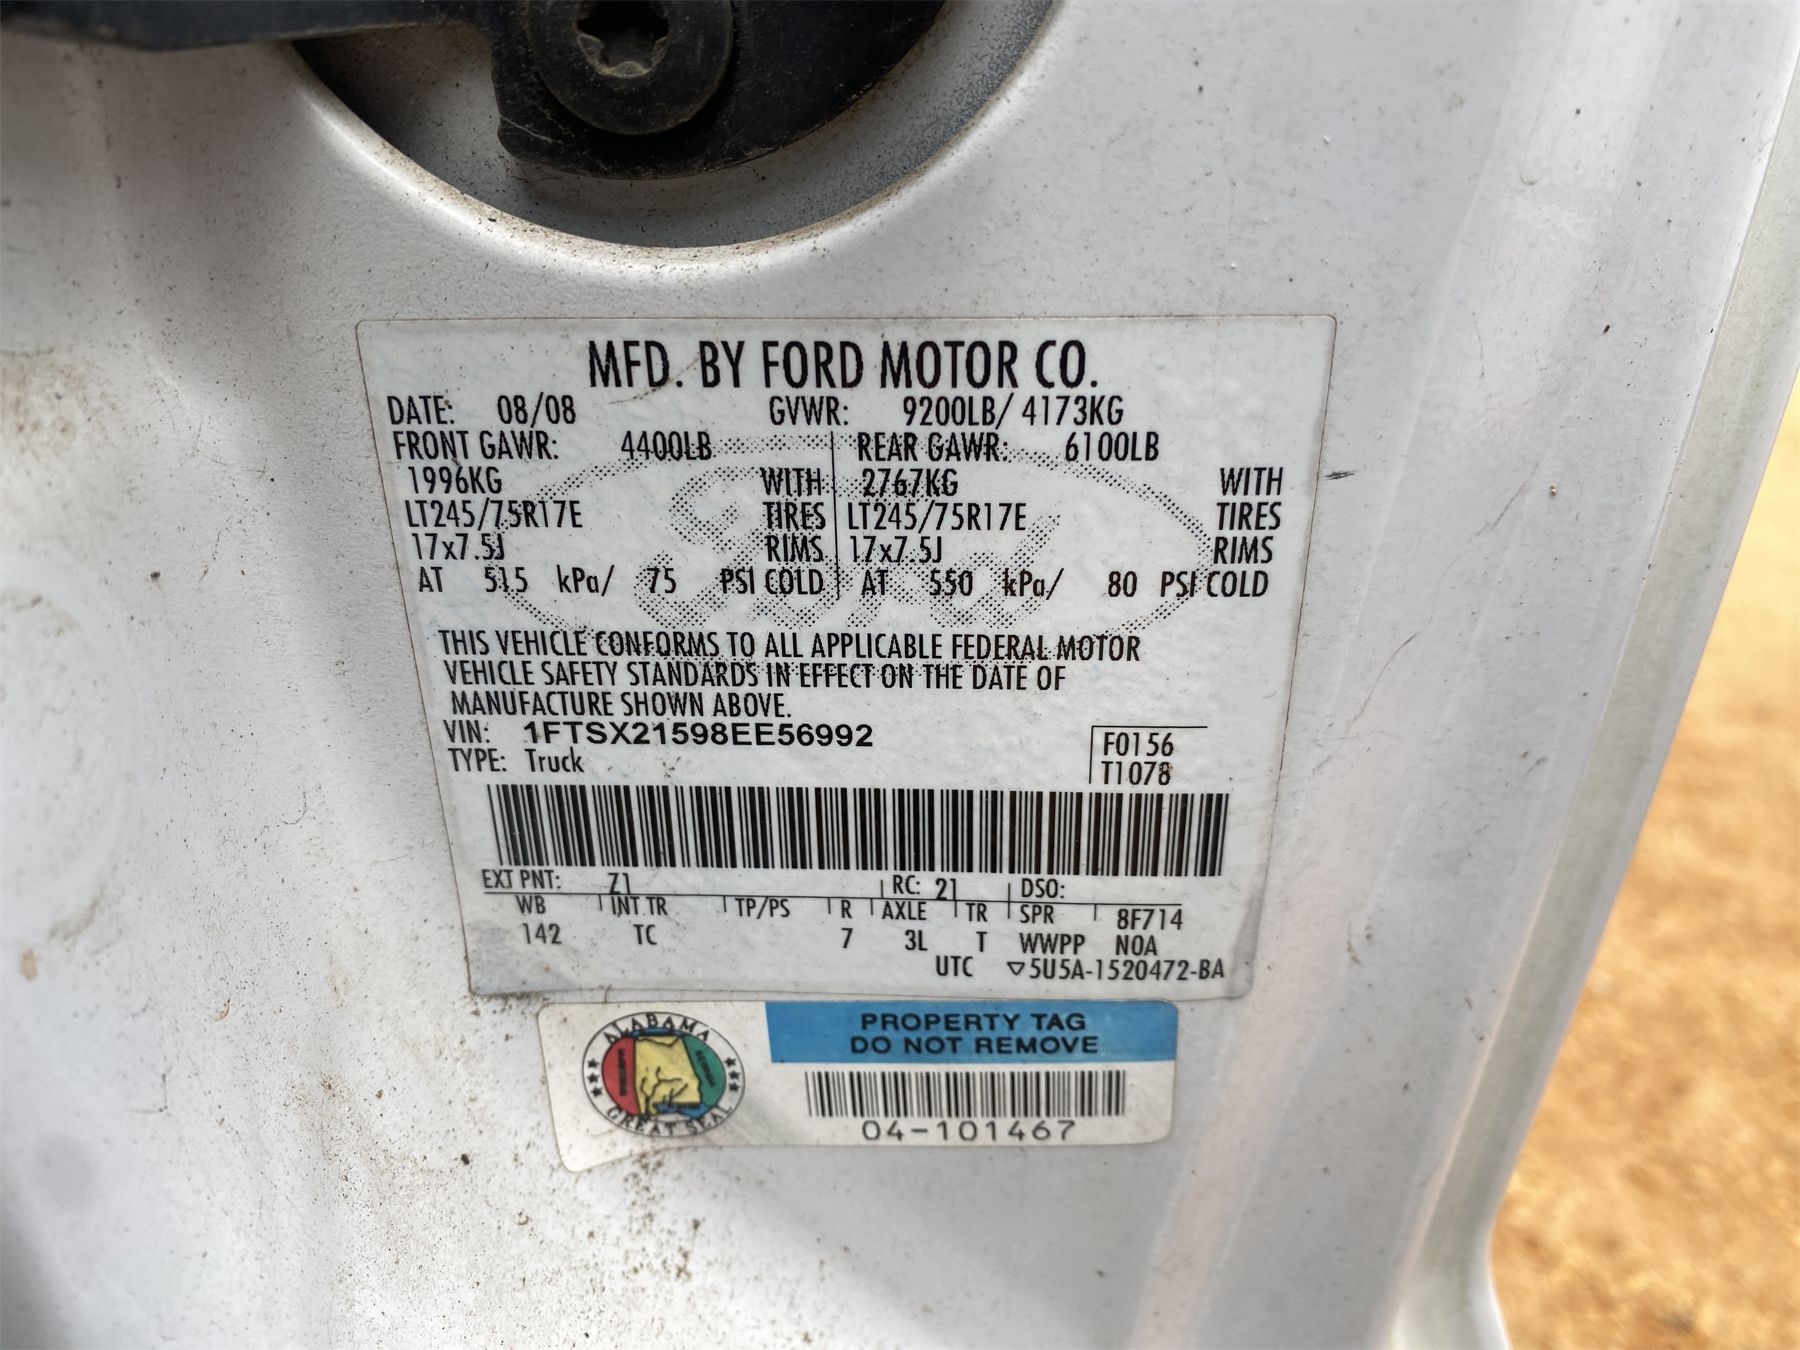 MFD. BY FORD MOTOR CO.
DATE: 08/08 GVWR: 9200LB/ 4173KG
FRONT GAWR: 4400LB REAR GAWR: 6100LB
1996KG WITH 2767KG WITH
LT245/75R17E TIRES LT245/75R17E TIRES
17x7.5J RIMS 17x7.5J RIMS
AT 515 kPa/ 75 PSI COLD AT 550 kPa/ 80 PSI COLD
THIS VEHICLE CONFORMS TO ALL APPLICABLE FEDERAL MOTOR
VEHICLE SAFETY STANDARDS IN EFFECT ON THE DATE OF
MANUFACTURE SHOWN ABOVE.
VIN: 1FTSX21598EE56992
TYPE: Truck
F0156
T1078
EXT PNT: Z1 RC: 21 DSO:
WB INT TR TP/PS R AXLE TR SPR 8F714
142 TC 7 3L T WWPP NOA
UTC ▽5U5A-1520472-BA
ALABAMA
GREAT SEAL
PROPERTY TAG
DO NOT REMOVE
04-101467